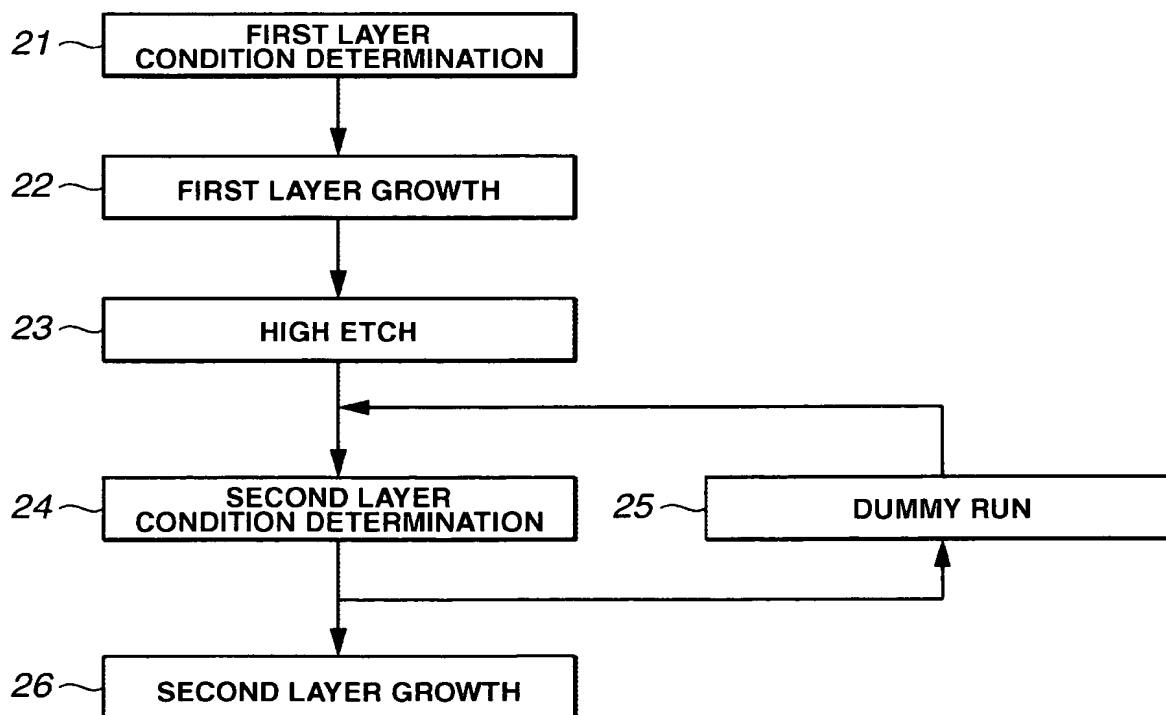 21
FIRST LAYER
CONDITION DETERMINATION
22
FIRST LAYER GROWTH
23
HIGH ETCH
24
SECOND LAYER
CONDITION DETERMINATION
25
DUMMY RUN
26
SECOND LAYER GROWTH